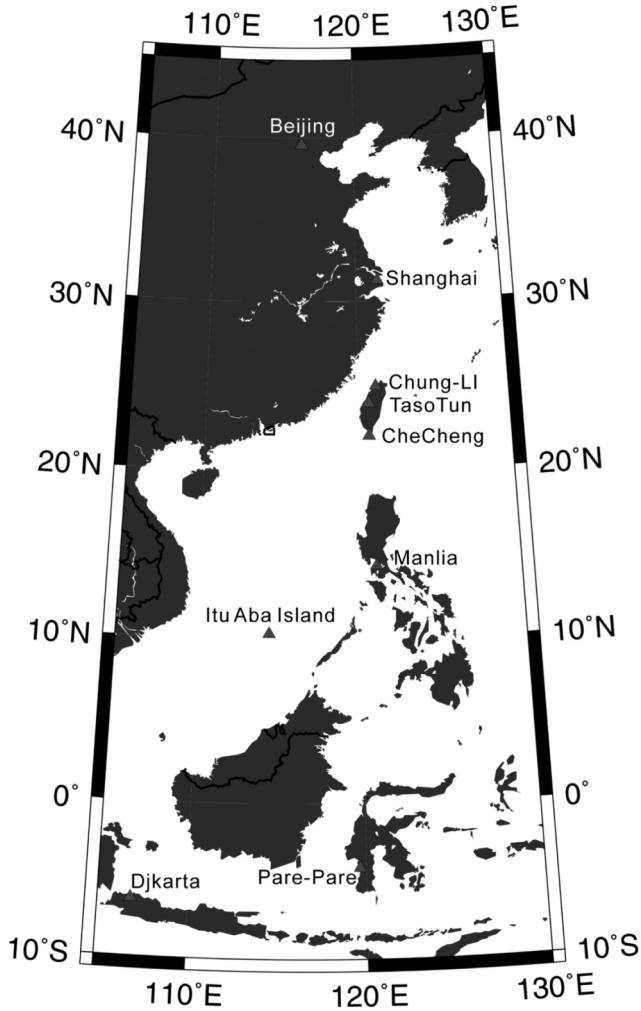 110°E 120°E 130°E
Beijing
40°N 40°N
Shanghai
30°N 30°N
Chung-LI
TasoTun
CheCheng
20°N 20°N
Manlia
Itu Aba Island
10°N 10°N
0° 0°
Djkarta Pare-Pare
10°S 10°S
110°E 120°E 130°E